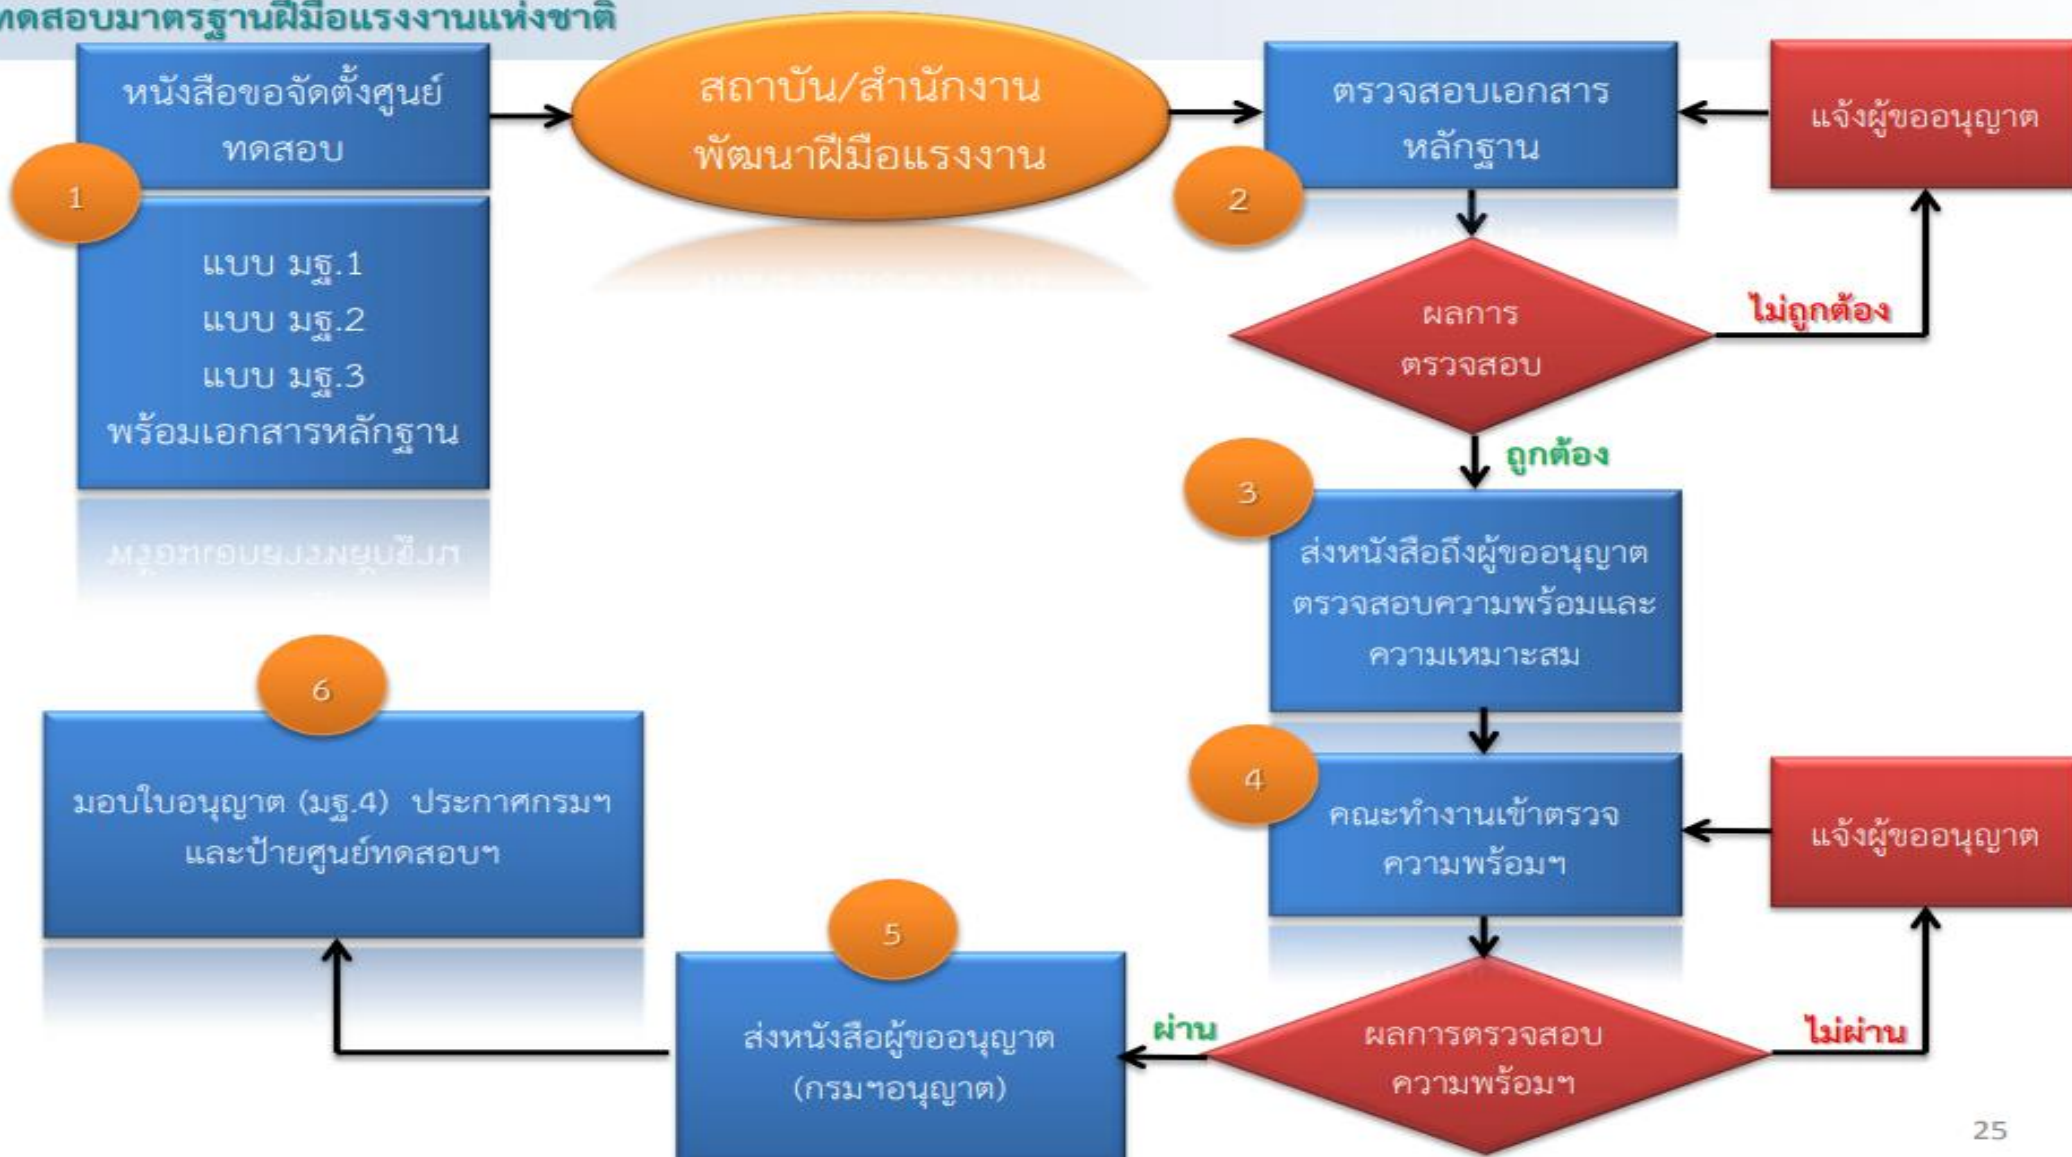 ทดสอบมาตรฐานฝีมือแรงงานแห่งชาติ
หนังสือขอจัดตั้งศูนย์
ทดสอบ
1
แบบ มฐ.1
แบบ มฐ.2
แบบ มฐ.3
พร้อมเอกสารหลักฐาน
สถาบัน/สำนักงาน
พัฒนาฝีมือแรงงาน
ตรวจสอบเอกสาร
หลักฐาน
2
แจ้งผู้ขออนุญาต
ผลการ
ตรวจสอบ
ไม่ถูกต้อง
ถูกต้อง
3
ส่งหนังสือถึงผู้ขออนุญาต
ตรวจสอบความพร้อมและ
ความเหมาะสม
4
คณะทำงานเข้าตรวจ
ความพร้อมฯ
แจ้งผู้ขออนุญาต
ผลการตรวจสอบ
ความพร้อมฯ
ไม่ผ่าน
ผ่าน
5
ส่งหนังสือผู้ขออนุญาต
(กรมฯอนุญาต)
6
มอบใบอนุญาต (มฐ.4) ประกาศกรมฯ
และป้ายศูนย์ทดสอบฯ
25